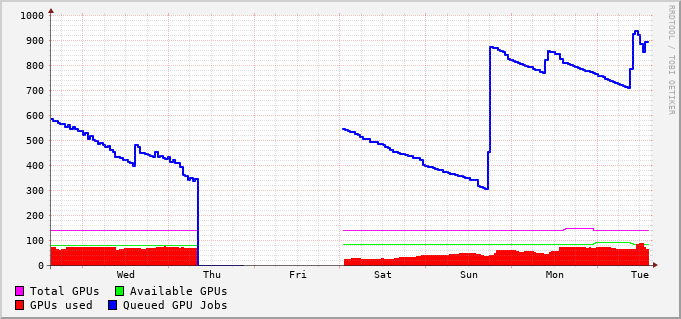 1000
900
800
700
600
500
400
300
200
100
0
Wed Thu Fri Sat Sun Mon Tue
Total GPUs Available GPUs
GPUs used Queued GPU Jobs
RRDTOOL / TOBI OETIKER